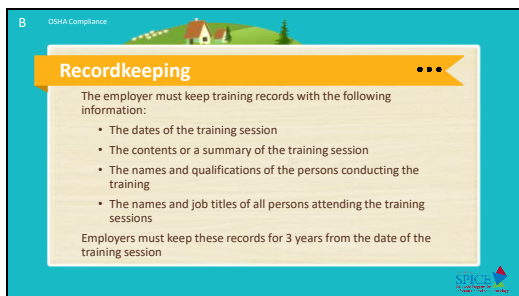 B
OSHA Compliance
Recordkeeping
The employer must keep training records with the following
information:
• The dates of the training session
• The contents or a summary of the training session
• The names and qualifications of the persons conducting the
training
• The names and job titles of all persons attending the training
sessions
Employers must keep these records for 3 years from the date of the
training session
SPICE